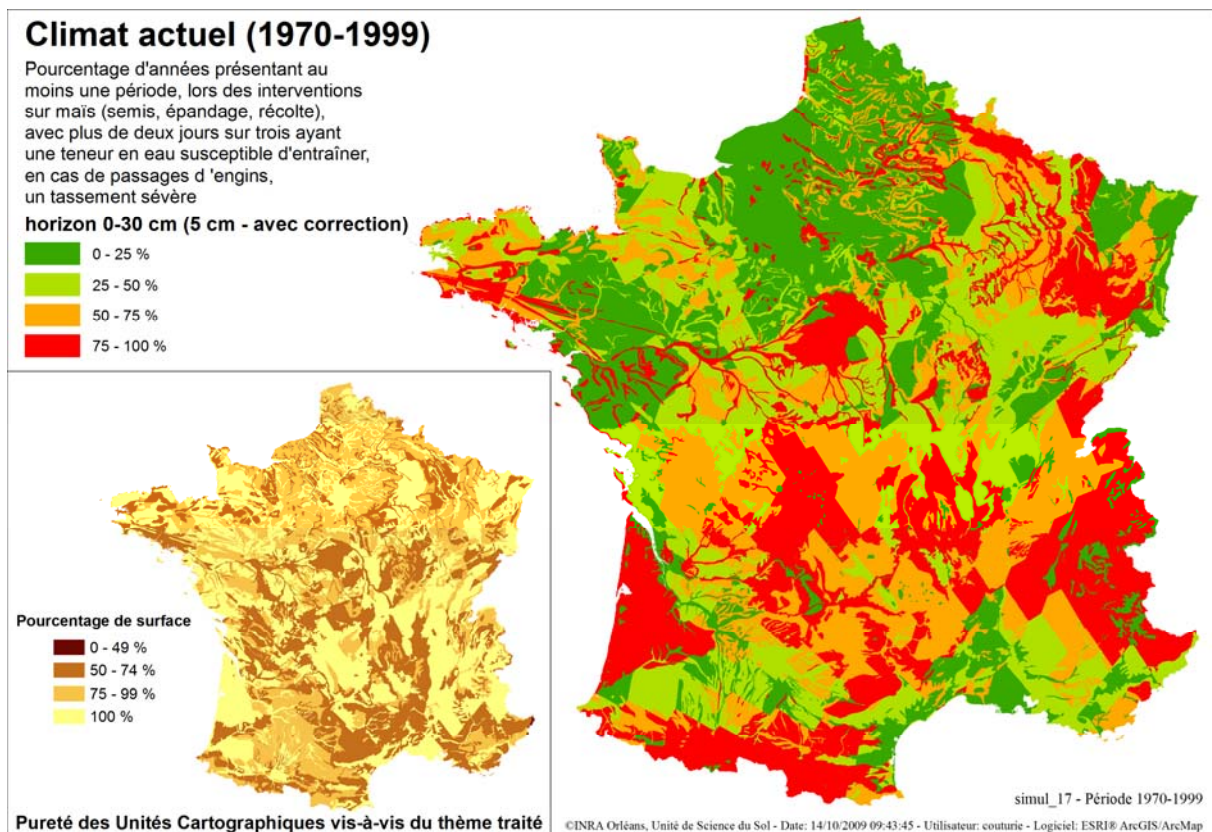 Climat actuel (1970-1999)
Pourcentage d'années présentant au
moins une période, lors des interventions
sur maïs (semis, épandage, récolte),
avec plus de deux jours sur trois ayant
une teneur en eau susceptible d'entraîner,
en cas de passages d 'engins,
un tassement sévère
horizon 0-30 cm (5 cm - avec correction)
0 - 25 %
25 - 50 %
50 - 75 %
75 - 100 %
Pourcentage de surface
0 - 49 %
50 - 74 %
75 - 99 %
100 %
Pureté des Unités Cartographiques vis-à-vis du thème traité
simul_17 - Période 1970-1999
©INRA Orléans, Unité de Science du Sol - Date: 14/10/2009 09:43:45 - Utilisateur: couturie - Logiciel: ESRI® ArcGIS/ArcMap